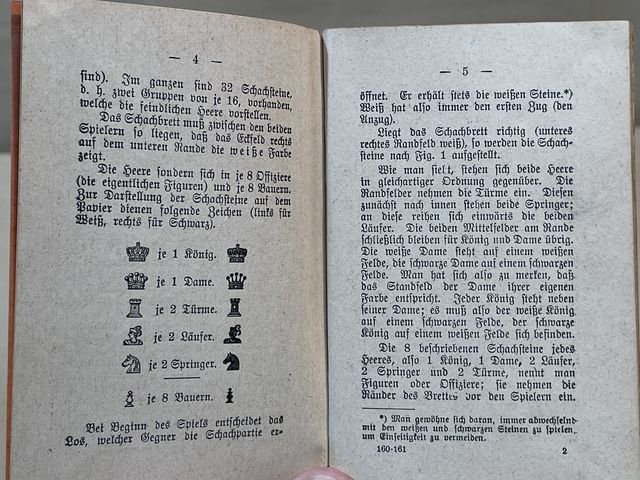 — 4 —
sind). Im ganzen sind 32 Schachsteine,
d. h. zwei Gruppen von je 16, vorhanden,
welche die feindlichen Heere vorstellen.
Das Schachbrett muß zwischen den beiden
Spielern so liegen, daß das Eckfeld rechts
auf dem unteren Rande die weiße Farbe
zeigt.
Die Heere sondern sich in je 8 Offiziere
(die eigentlichen Figuren) und je 8 Bauern.
Zur Darstellung der Schachsteine auf dem
Papier dienen folgende Zeichen (links für
Weiß, rechts für Schwarz).
je 1 König.
je 1 Dame.
je 2 Türme.
je 2 Läufer.
je 2 Springer.
je 8 Bauern.
Bei Beginn des Spiels entscheidet das
Los, welcher Gegner die Schachpartie er-
— 5 —
öffnet. Er erhält stets die weißen Steine.*)
Weiß hat also immer den ersten Zug (den
Anzug).
Liegt das Schachbrett richtig (unteres
rechtes Randfeld weiß), so werden die Schach-
steine nach Fig. 1 aufgestellt.
Wie man sieht, stehen sich beide Heere
in gleichartiger Ordnung gegenüber. Die
Randfelder nehmen die Türme ein. Diesen
zunächst nach innen stehen beide Springer;
an diese reihen sich einwärts die beiden
Läufer. Die beiden Mittelfelder am Rande
schließlich bleiben für König und Dame übrig.
Die weiße Dame steht auf einem weißen
Felde, die schwarze Dame auf einem schwarzen
Felde. Man hat sich also zu merken, daß
das Standfeld der Dame ihrer eigenen
Farbe entspricht. Jeder König steht neben
seiner Dame; es muß also der weiße König
auf einem schwarzen Felde, der schwarze
König auf einem weißen Felde sich befinden.
Die 8 beschriebenen Schachsteine jedes
Heeres, also 1 König, 1 Dame, 2 Läufer,
2 Springer und 2 Türme, nennt man
Figuren oder Offiziere; sie nehmen die
Ränder des Brettes vor den Spielern ein.
*) Man gewöhne sich daran, immer abwechselnd
mit den weißen und schwarzen Steinen zu spielen,
um Einseitigkeit zu vermeiden.
160-161 2